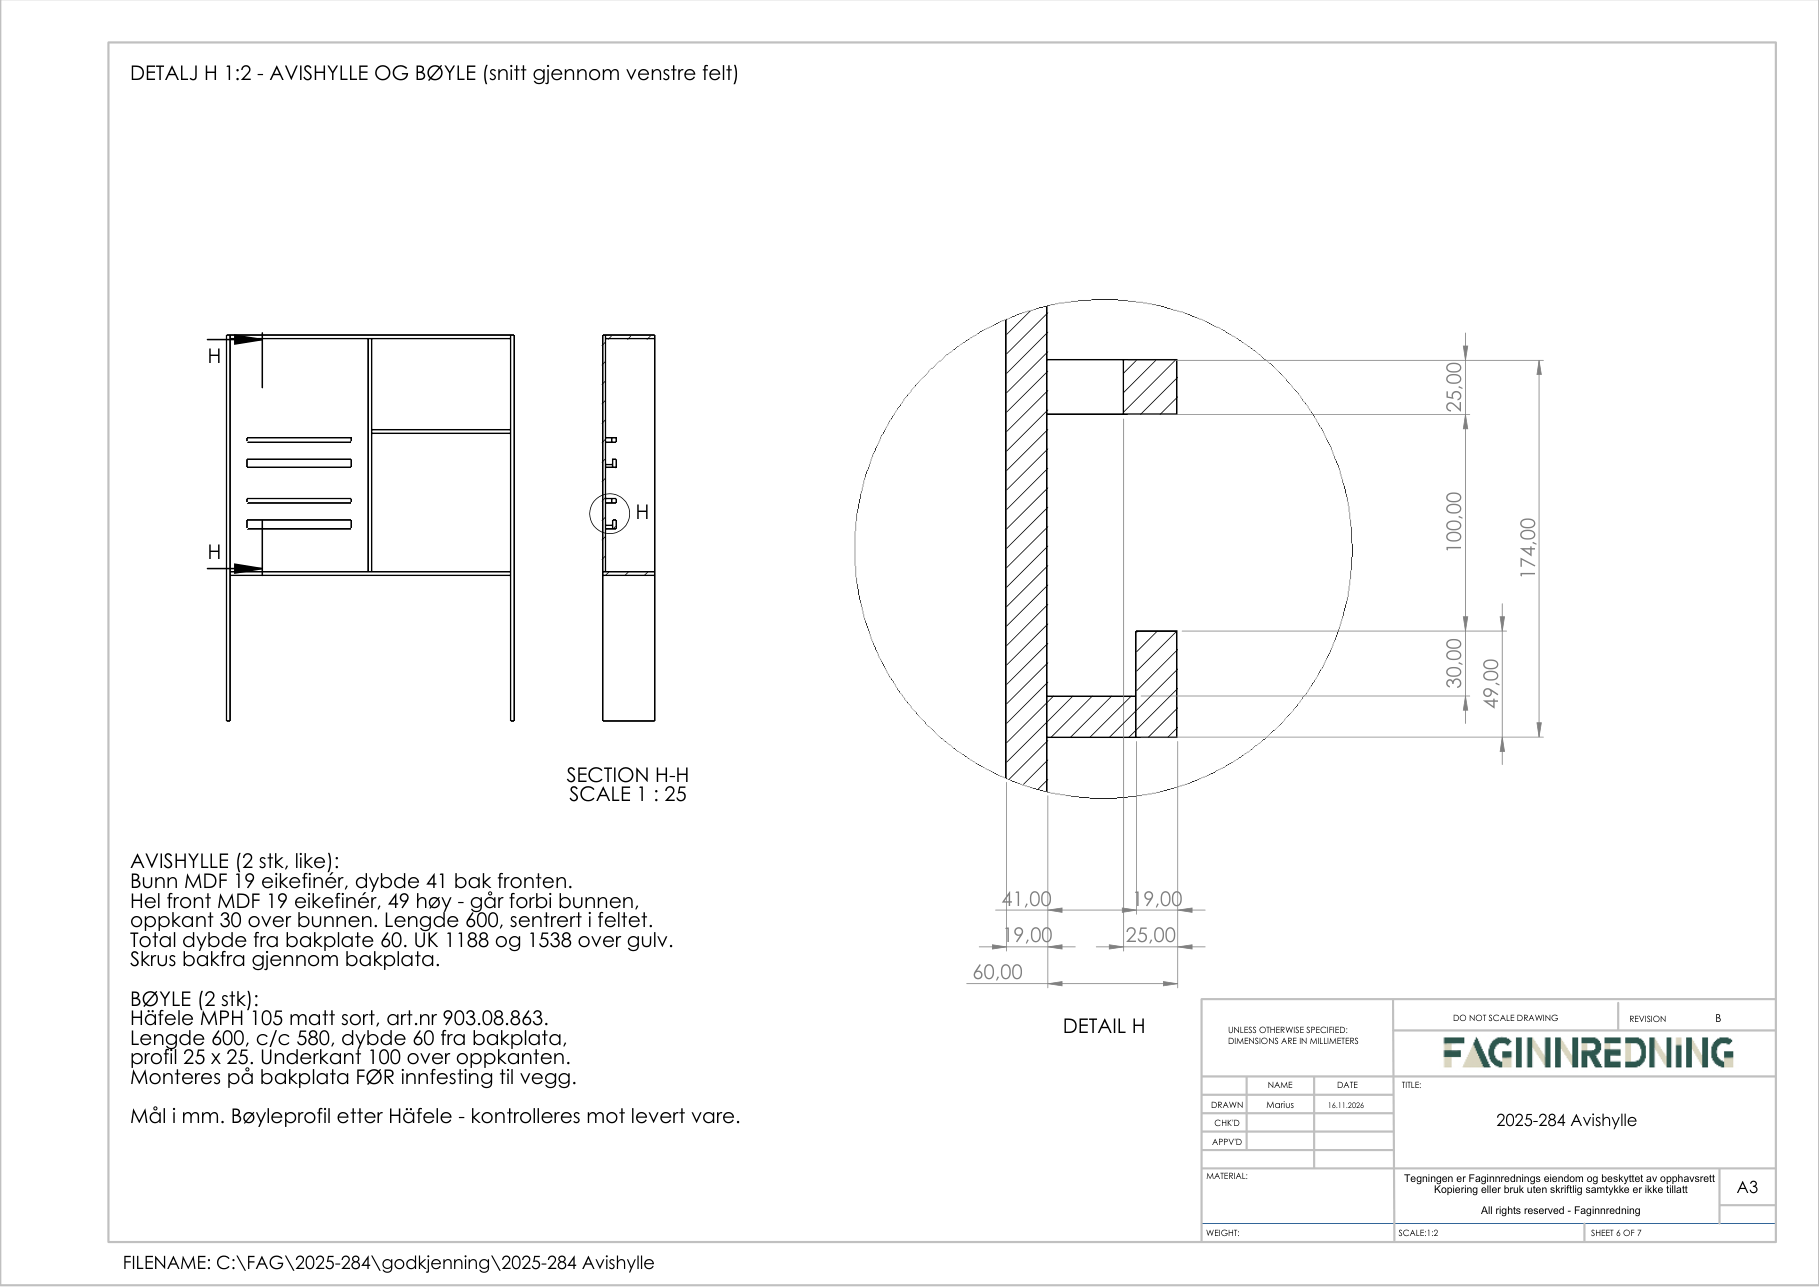 DETALJ H 1:2 - AVISHYLLE OG BØYLE (snitt gjennom venstre felt)
H
H
H
SECTION H-H
SCALE 1 : 25
25,00
100,00
174,00
30,00
49,00
41,00
19,00
19,00
25,00
60,00
DETAIL H
AVISHYLLE (2 stk, like):
Bunn MDF 19 eikefinér, dybde 41 bak fronten.
Hel front MDF 19 eikefinér, 49 høy - går forbi bunnen,
oppkant 30 over bunnen. Lengde 600, sentrert i feltet.
Total dybde fra bakplate 60. UK 1188 og 1538 over gulv.
Skrus bakfra gjennom bakplata.
BØYLE (2 stk):
Häfele MPH 105 matt sort, art.nr 903.08.863.
Lengde 600, c/c 580, dybde 60 fra bakplata,
profil 25 x 25. Underkant 100 over oppkanten.
Monteres på bakplata FØR innfesting til vegg.
Mål i mm. Bøyleprofil etter Häfele - kontrolleres mot levert vare.
UNLESS OTHERWISE SPECIFIED:
DIMENSIONS ARE IN MILLIMETERS
DO NOT SCALE DRAWING
REVISION B
FAGINNREDNING
NAME DATE
DRAWN Marius 16.11.2026
CHK'D
APPV'D
TITLE:
2025-284 Avishylle
MATERIAL:
Tegningen er Faginnrednings eiendom og beskyttet av opphavsrett
Kopiering eller bruk uten skriftlig samtykke er ikke tillatt
All rights reserved - Faginnredning
A3
WEIGHT:
SCALE:1:2
SHEET 6 OF 7
FILENAME: C:\FAG\2025-284\godkjenning\2025-284 Avishylle